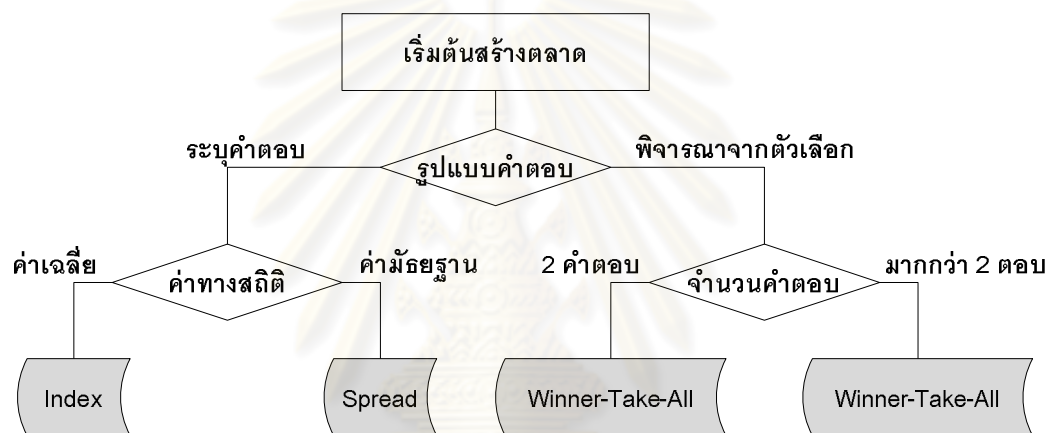 เริ่มต้นสร้างตลาด
ระบุคำตอบ
รูปแบบคำตอบ
พิจารณาจากตัวเลือก
ค่าเฉลี่ย
ค่าทางสถิติ
ค่ามัธยฐาน
2 คำตอบ
จำนวนคำตอบ
มากกว่า 2 ตอบ
Index
Spread
Winner-Take-All
Winner-Take-All